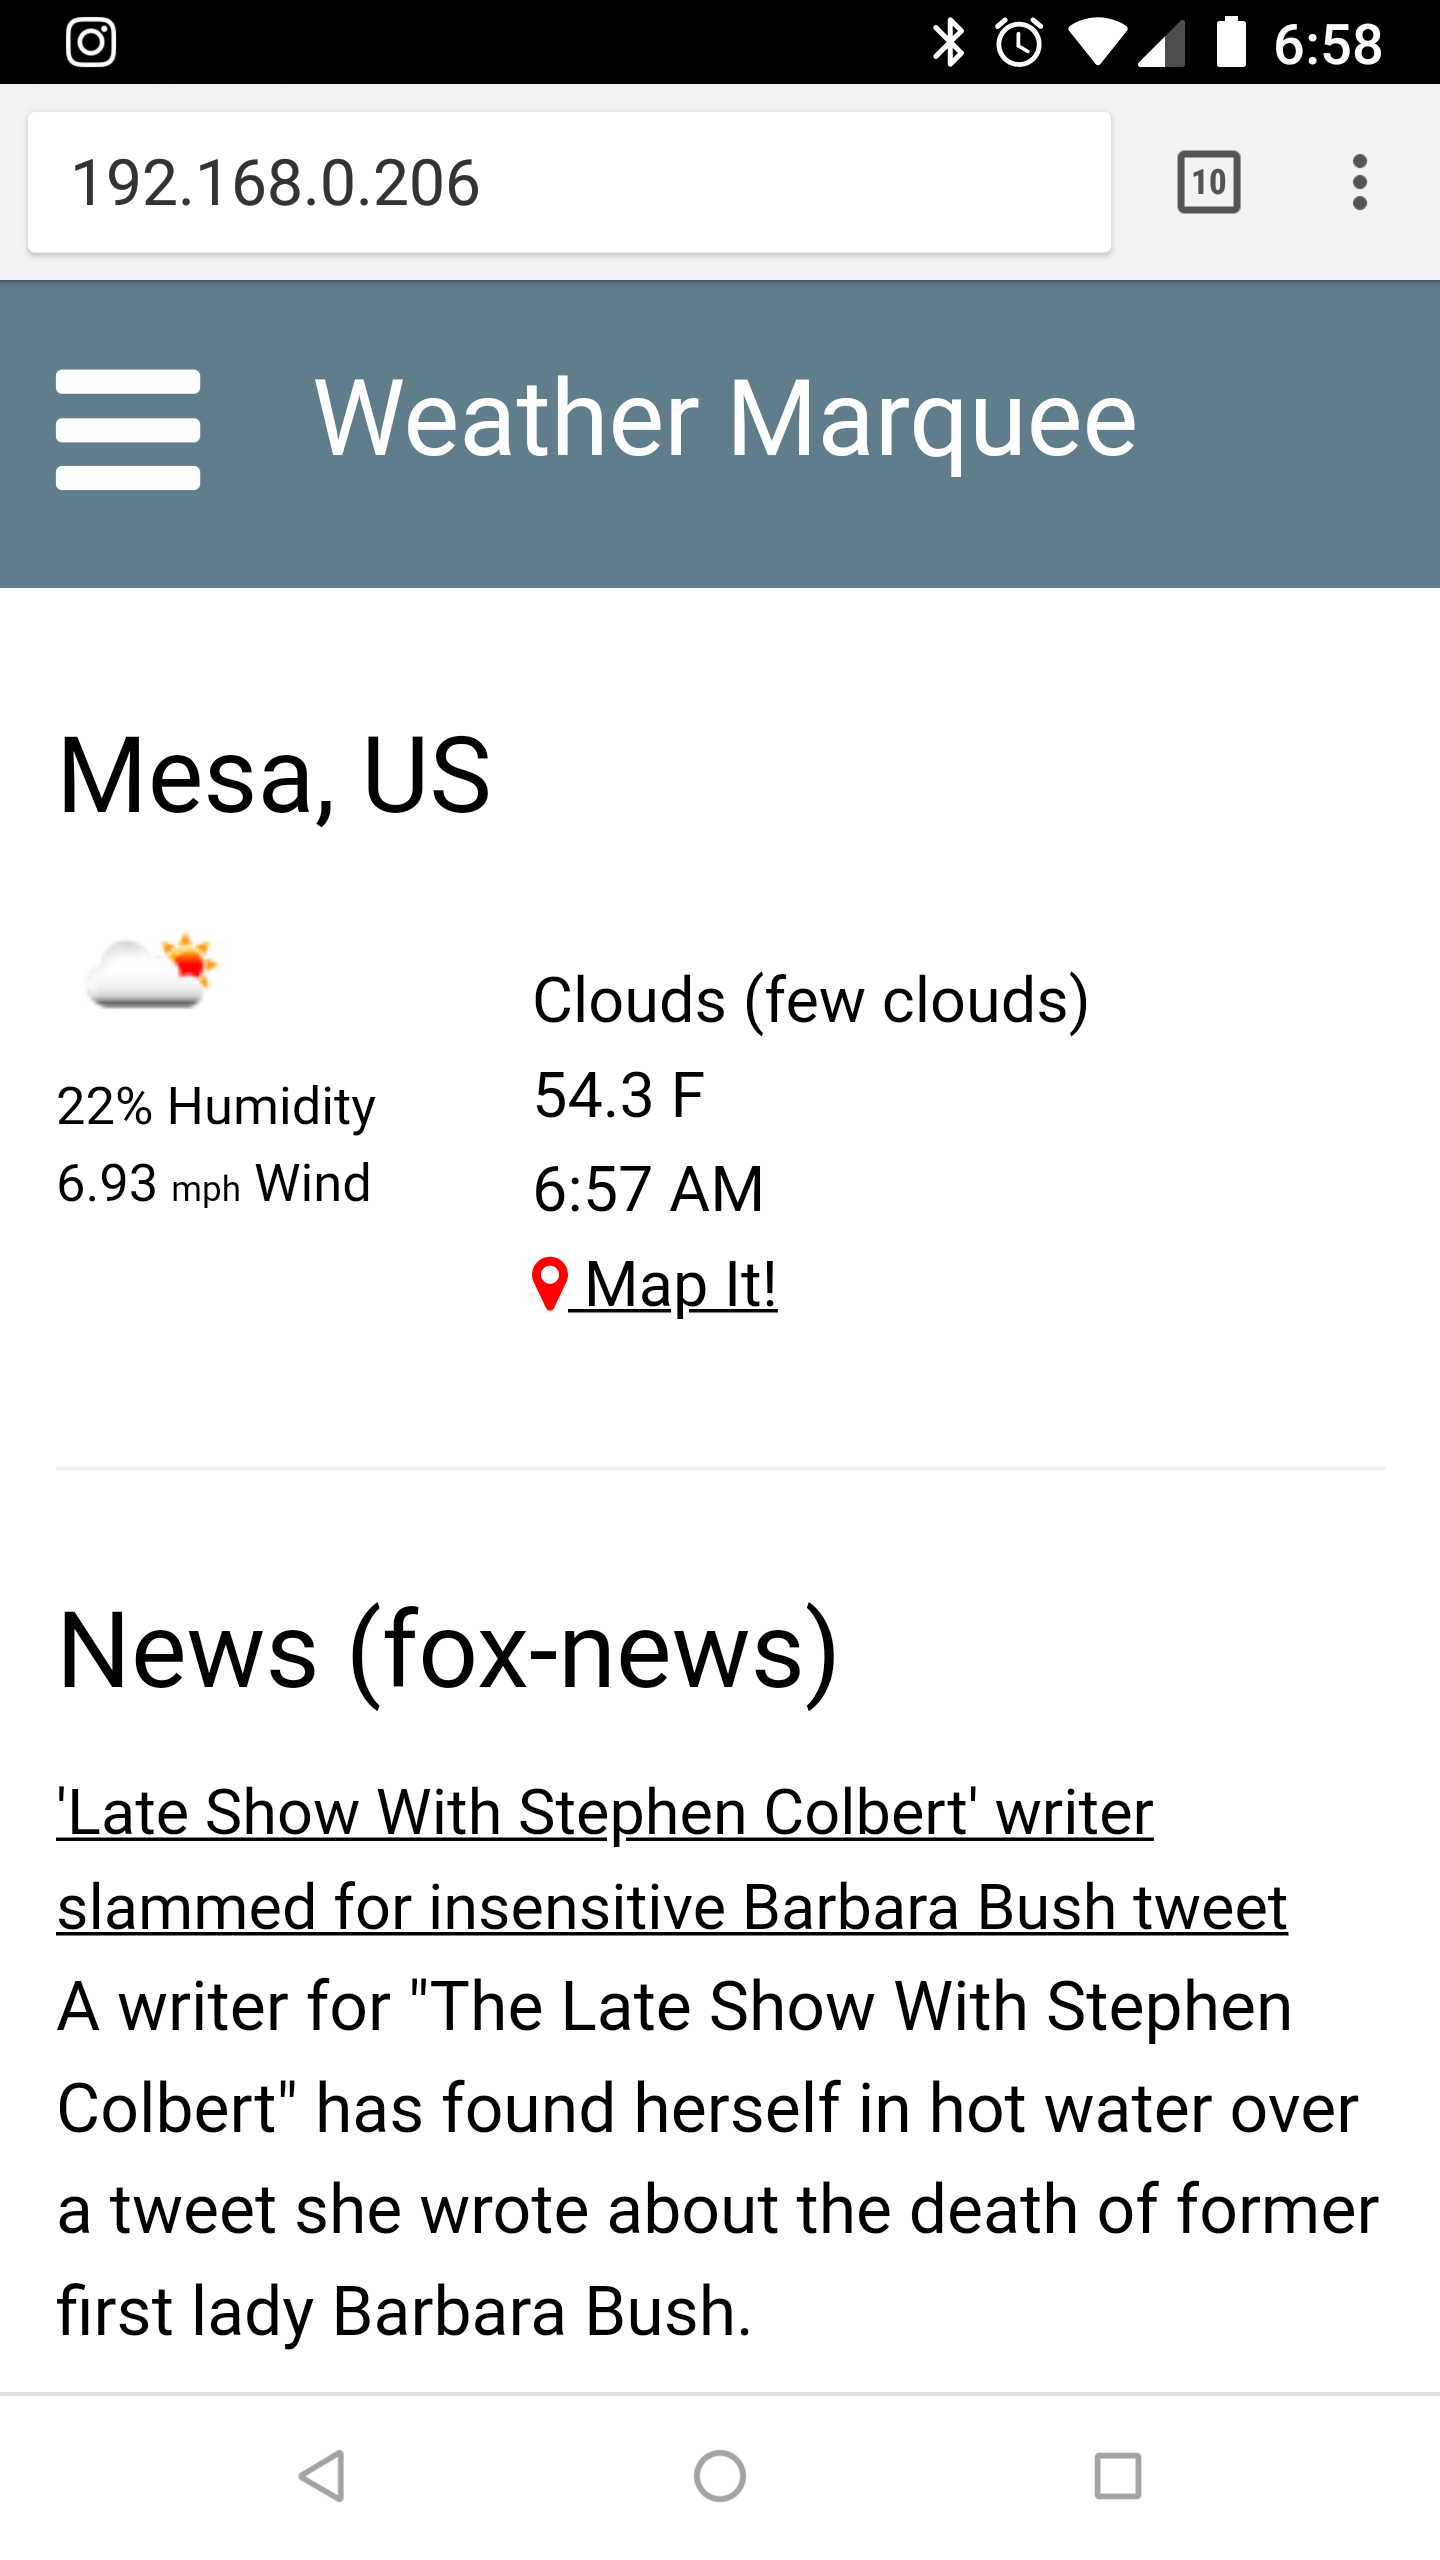 6:58
192.168.0.206
10
Weather Marquee
Mesa, US
Clouds (few clouds)
54.3 F
6:57 AM
Map It!
22% Humidity
6.93 mph Wind
News (fox-news)
'Late Show With Stephen Colbert' writer
slammed for insensitive Barbara Bush tweet
A writer for "The Late Show With Stephen
Colbert" has found herself in hot water over
a tweet she wrote about the death of former
first lady Barbara Bush.